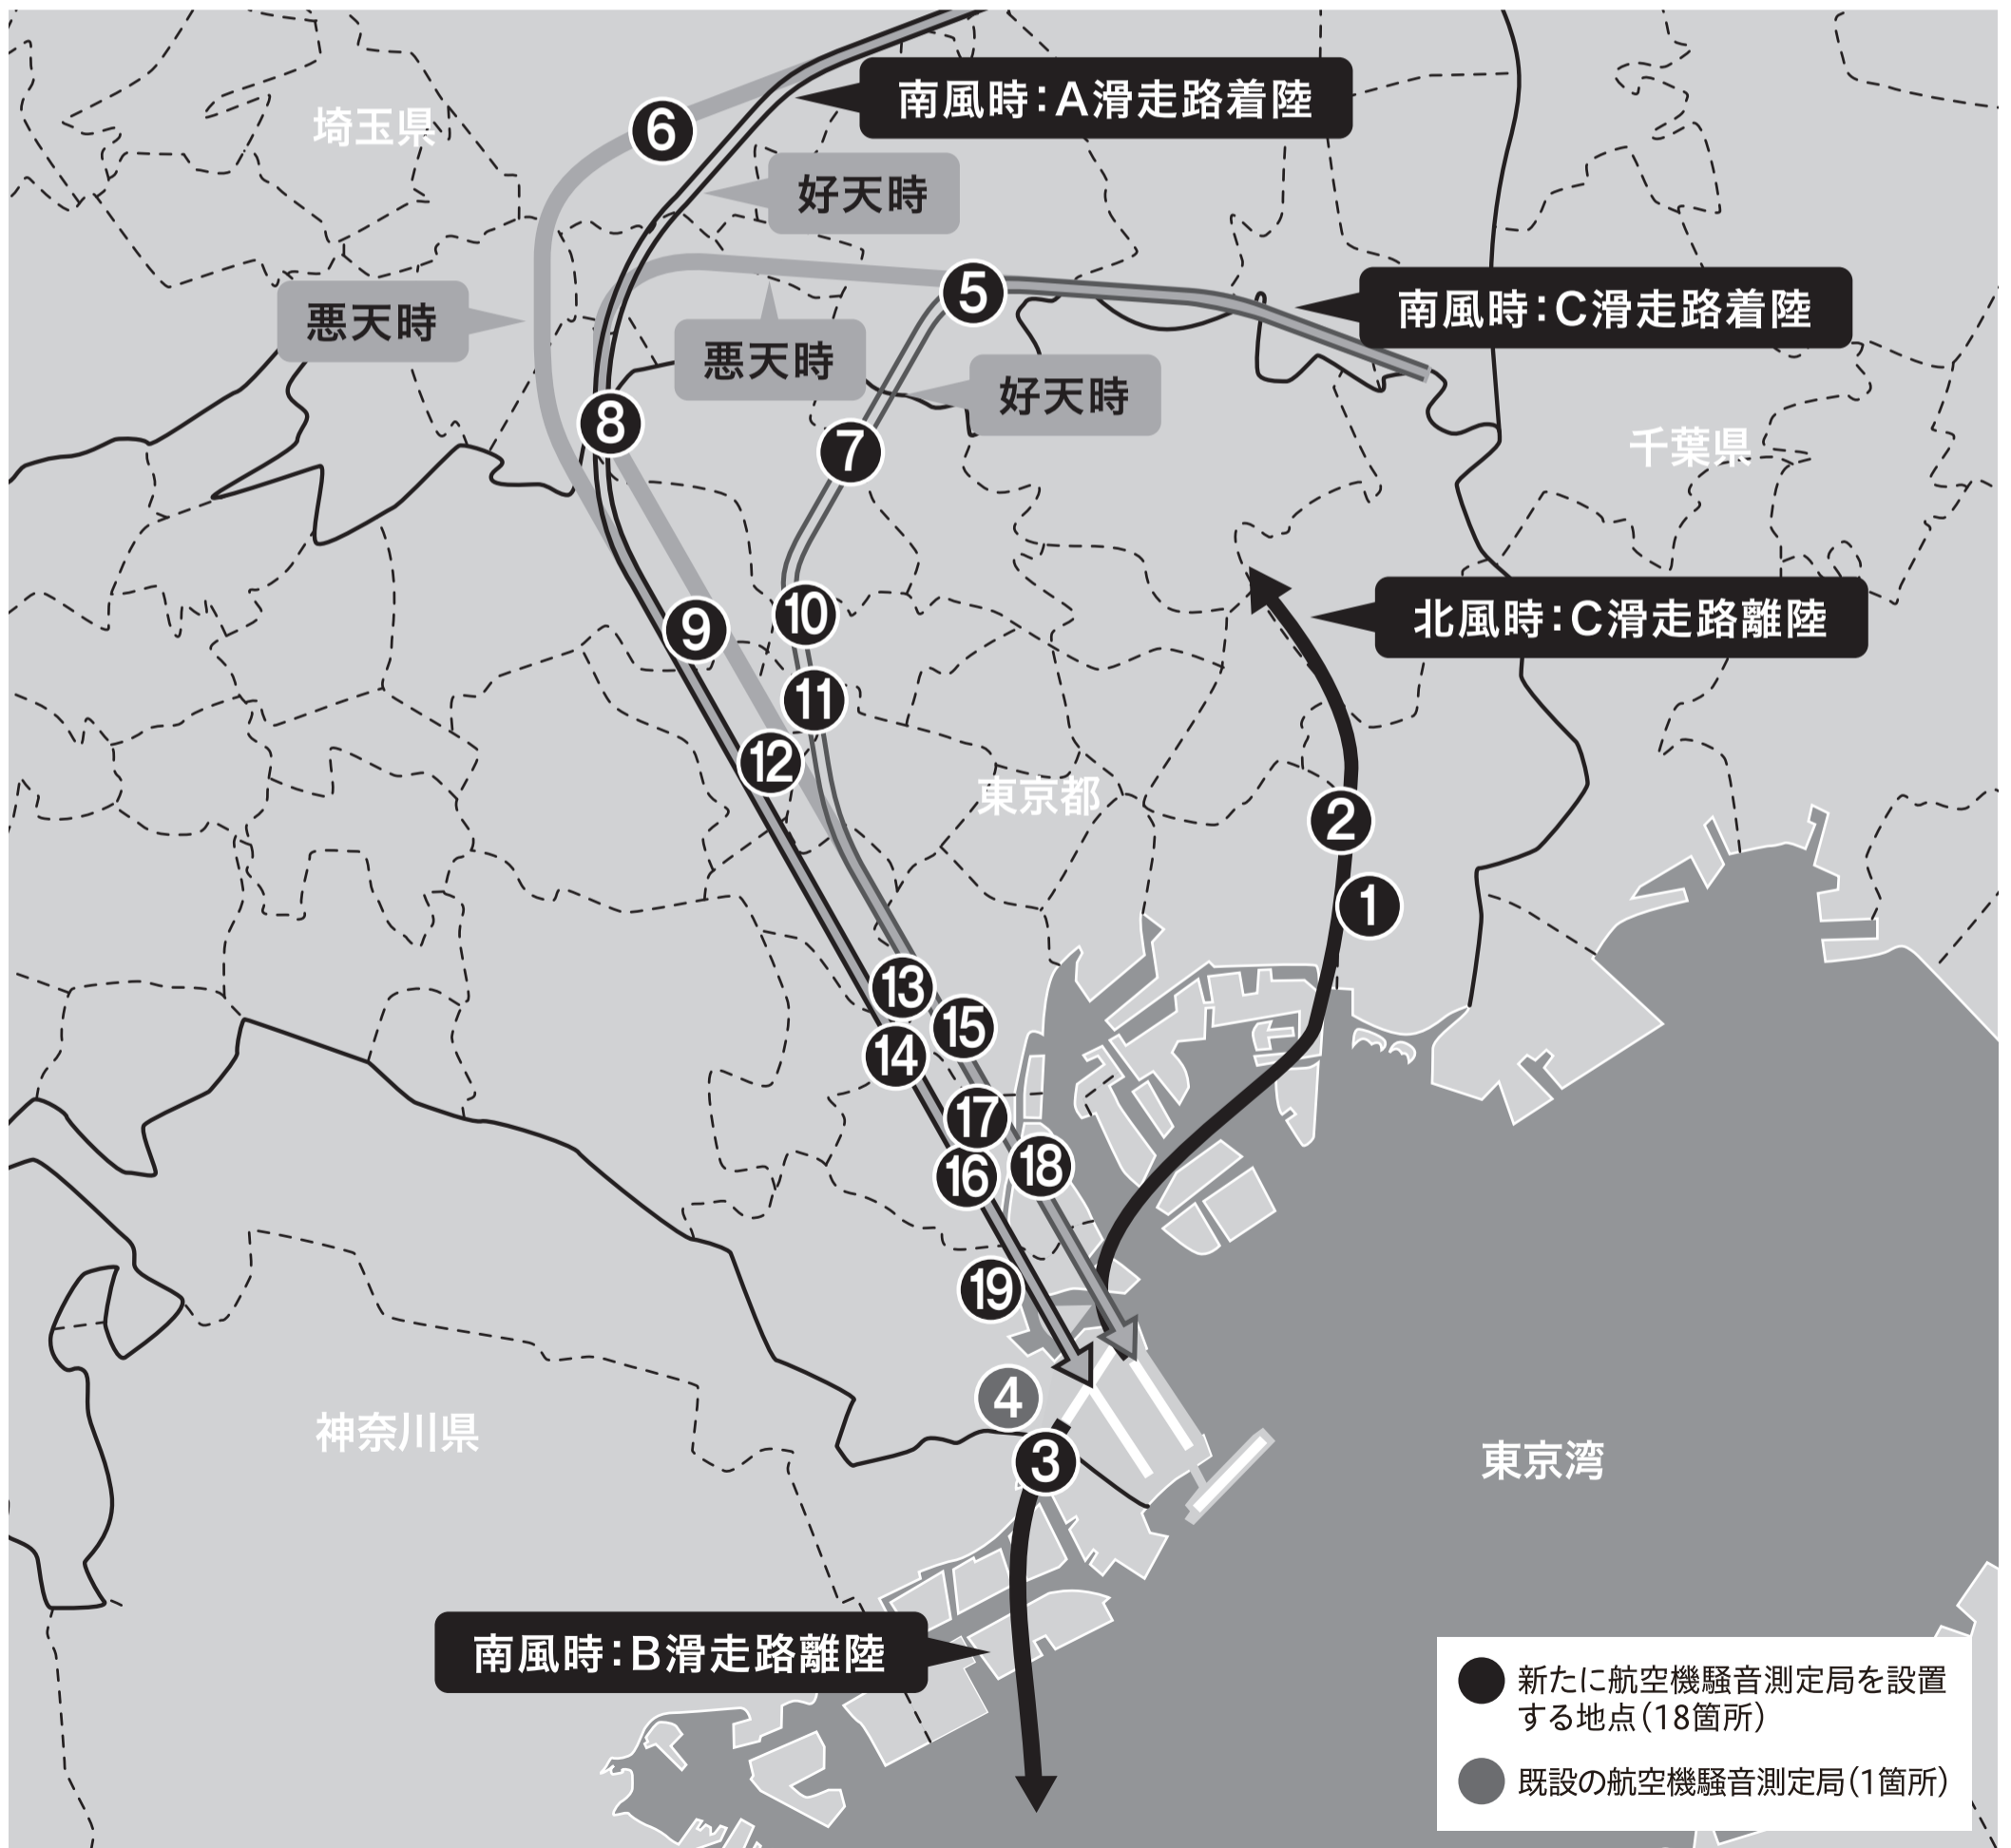 南風時：A滑走路着陸
埼玉県
6
好天時
5
南風時：C滑走路着陸
悪天時
悪天時
好天時
8
7
千葉県
北風時：C滑走路離陸
10
9
11
12
東京都
2
1
13
15
14
17
18
16
19
4
神奈川県
3
東京湾
南風時：B滑走路離陸
新たに航空機騒音測定局を設置
する地点（18箇所）
既設の航空機騒音測定局（1箇所）